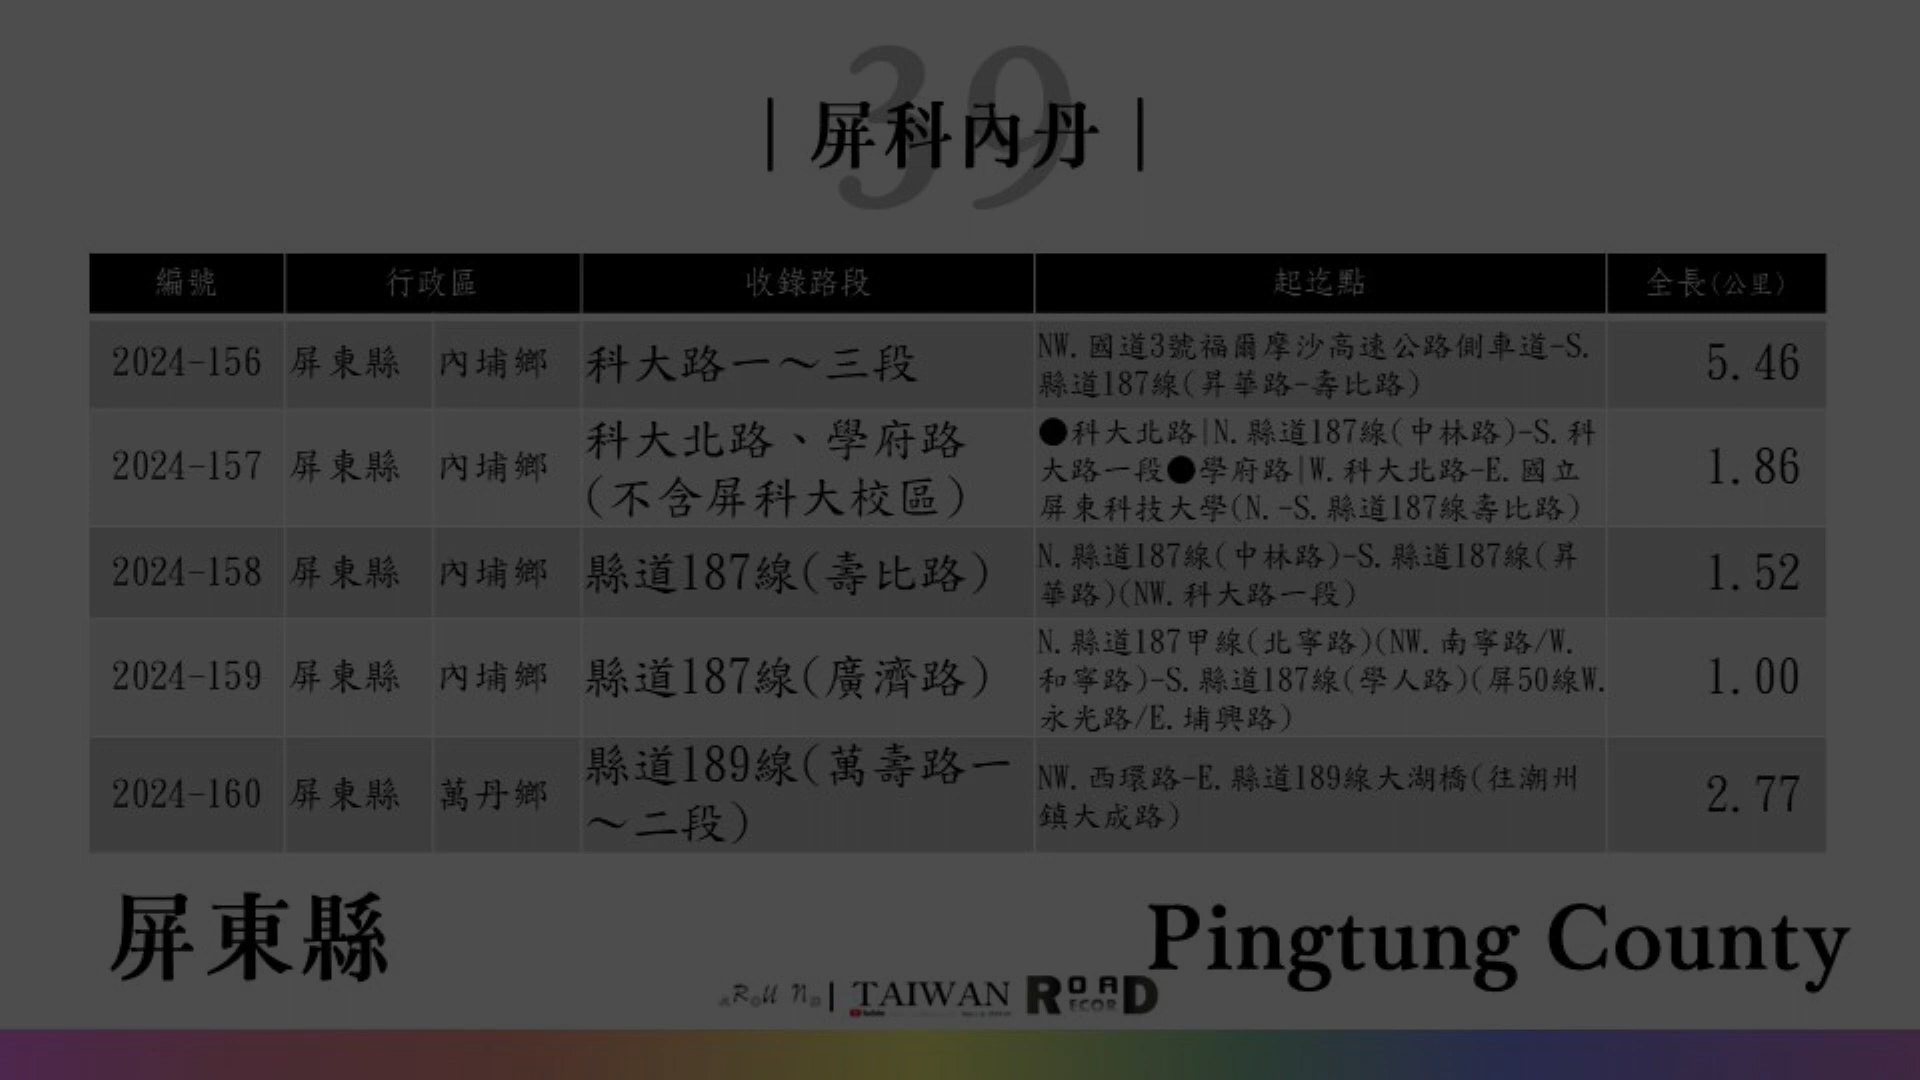 39
| 屏科內丹 |
編號 行政區 收錄路段 起迄點 全長(公里)
2024-156 屏東縣 內埔鄉 科大路一～三段 NW.國道3號福爾摩沙高速公路側車道-S.
縣道187線(昇華路-壽比路) 5.46
2024-157 屏東縣 內埔鄉 科大北路、學府路
(不含屏科大校區) ●科大北路|N.縣道187線(中林路)-S.科
大路一段●學府路|W.科大北路-E.國立
屏東科技大學(N.-S.縣道187線壽比路) 1.86
2024-158 屏東縣 內埔鄉 縣道187線(壽比路) N.縣道187線(中林路)-S.縣道187線(昇
華路)(NW.科大路一段) 1.52
2024-159 屏東縣 內埔鄉 縣道187線(廣濟路) N.縣道187甲線(北寧路)(NW.南寧路/W.
和寧路)-S.縣道187線(學人路)(屏50線W.
永光路/E.埔興路) 1.00
2024-160 屏東縣 萬丹鄉 縣道189線(萬壽路一
～二段) NW.西環路-E.縣道189線大湖橋(往潮州
鎮大成路) 2.77
屏東縣
Pingtung County
TAIWAN ROAD
RECORD